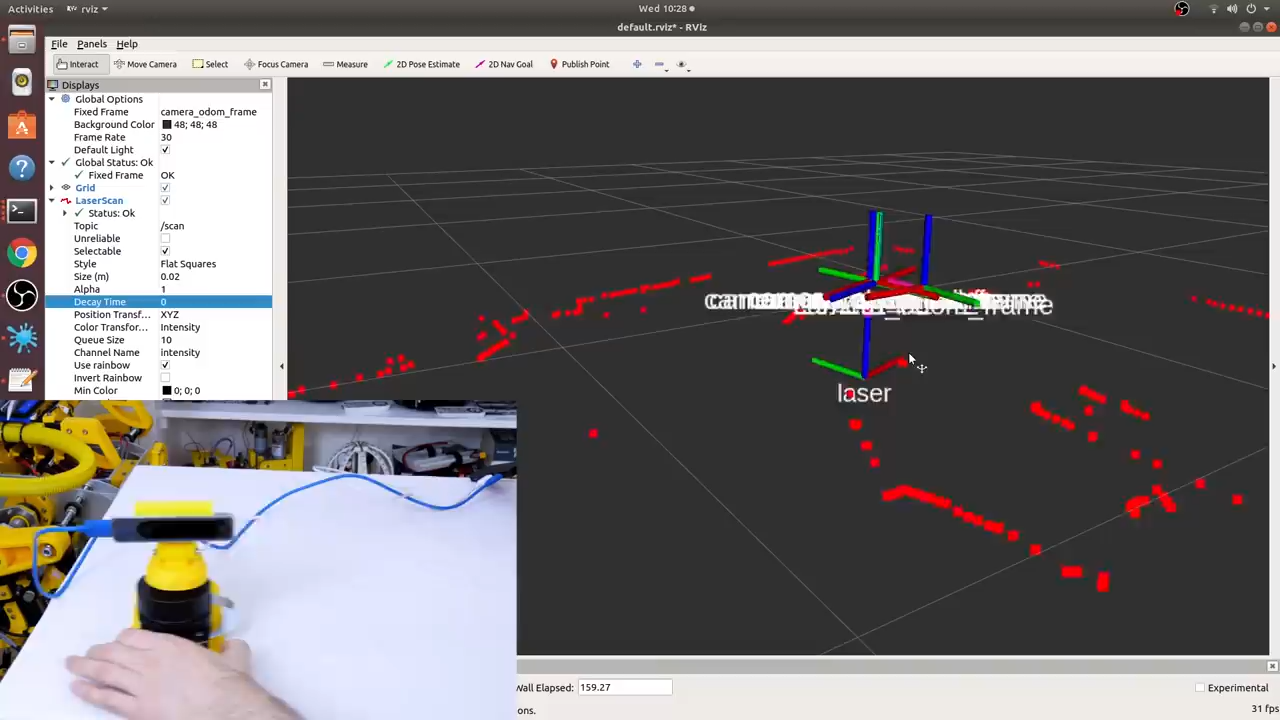 Activities
rviz
Wed 10:28
default.rviz* - RViz
File Panels Help
Interact Move Camera Select Focus Camera Measure 2D Pose Estimate 2D Nav Goal Publish Point
Displays
Global Options
Fixed Frame camera_odom_frame
Background Color 48; 48; 48
Frame Rate 30
Default Light
Global Status: Ok
Fixed Frame OK
Grid
LaserScan
Status: Ok
Topic /scan
Unreliable
Selectable
Style Flat Squares
Size (m) 0.02
Alpha 1
Decay Time 0
Position Transf... XYZ
Color Transfor... Intensity
Queue Size 10
Channel Name intensity
Use rainbow
Invert Rainbow
Min Color 0; 0; 0
laser
Wall Elapsed: 159.27
Experimental
ons.
31 fps